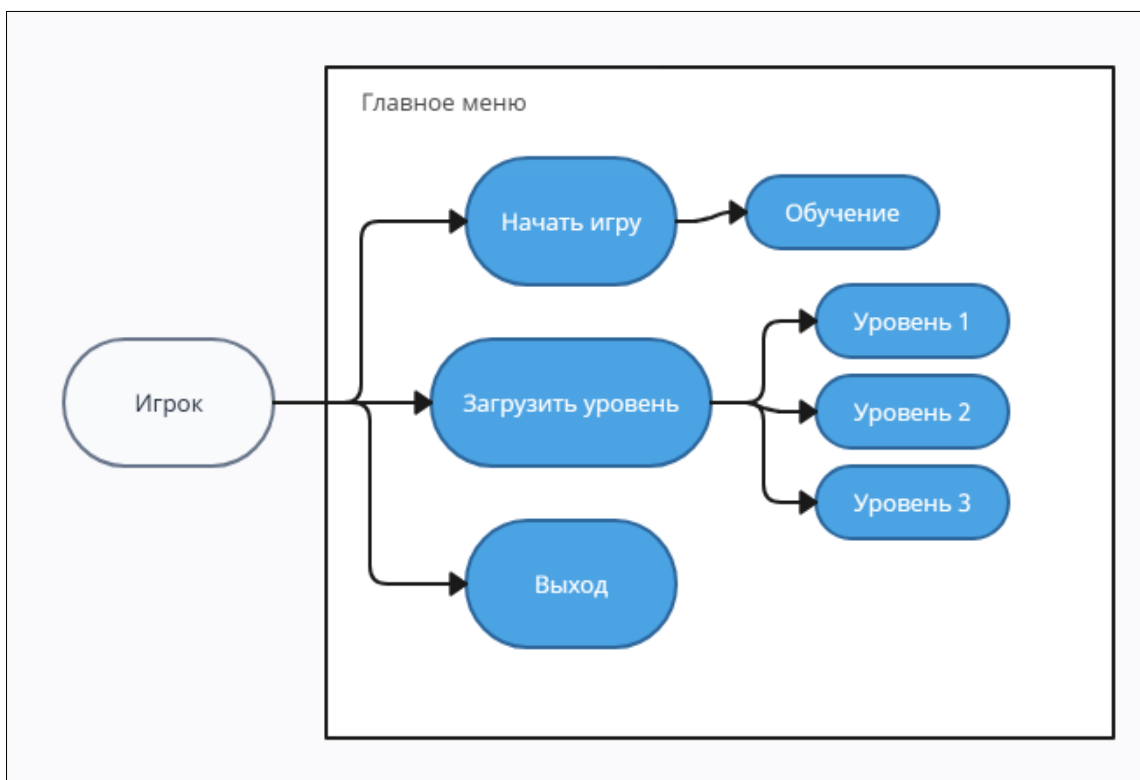 Главное меню
Начать игру
Обучение
Уровень 1
Игрок
Загрузить уровень
Уровень 2
Уровень 3
Выход